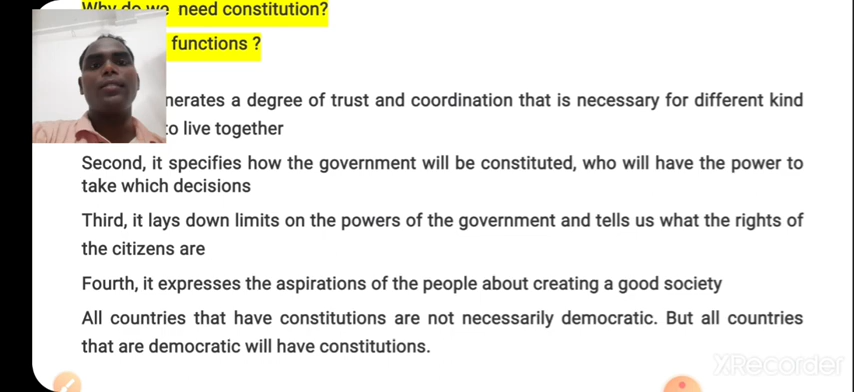 Why do we need constitution?
functions ?
nerates a degree of trust and coordination that is necessary for different kind
to live together
Second, it specifies how the government will be constituted, who will have the power to
take which decisions
Third, it lays down limits on the powers of the government and tells us what the rights of
the citizens are
Fourth, it expresses the aspirations of the people about creating a good society
All countries that have constitutions are not necessarily democratic. But all countries
that are democratic will have constitutions.
XRecorder